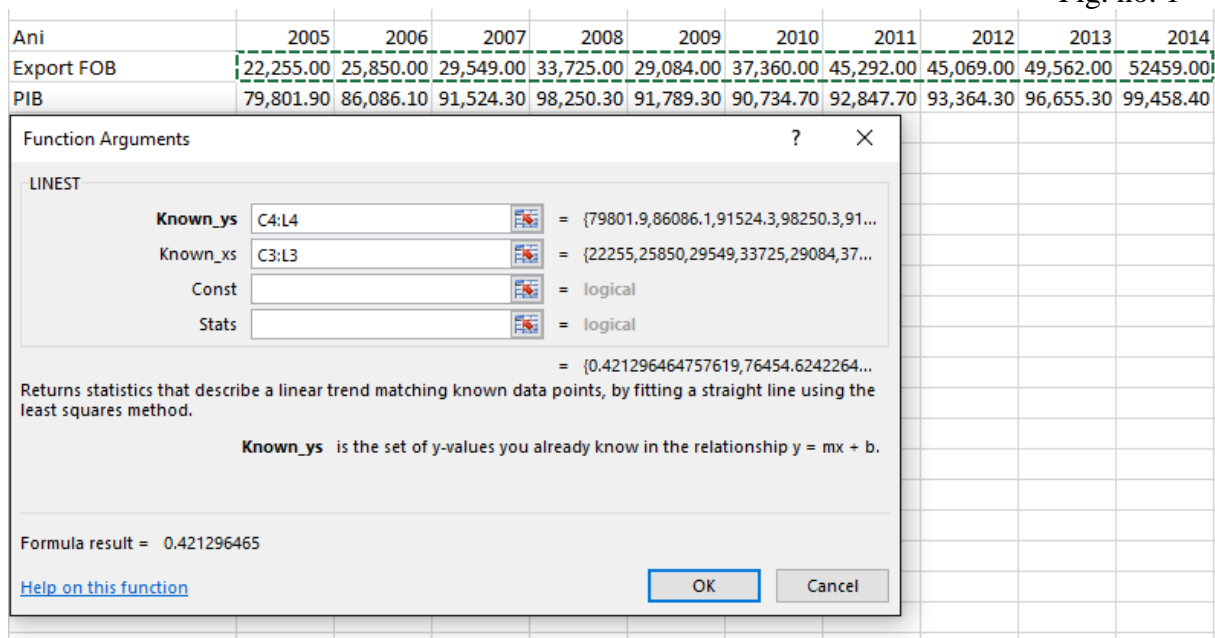 Fig. no. 1
Ani 2005 2006 2007 2008 2009 2010 2011 2012 2013 2014
Export FOB 22,255.00 25,850.00 29,549.00 33,725.00 29,084.00 37,360.00 45,292.00 45,069.00 49,562.00 52459.00
PIB 79,801.90 86,086.10 91,524.30 98,250.30 91,789.30 90,734.70 92,847.70 93,364.30 96,655.30 99,458.40
Function Arguments ? ×
LINEST
Known_ys C4:L4 = {79801.9,86086.1,91524.3,98250.3,91...
Known_xs C3:L3 = {22255,25850,29549,33725,29084,37...
Const = logical
Stats = logical
= {0.421296464757619,76454.6242264...
Returns statistics that describe a linear trend matching known data points, by fitting a straight line using the
least squares method.
Known_ys is the set of y-values you already know in the relationship y = mx + b.
Formula result = 0.421296465
Help on this function OK Cancel